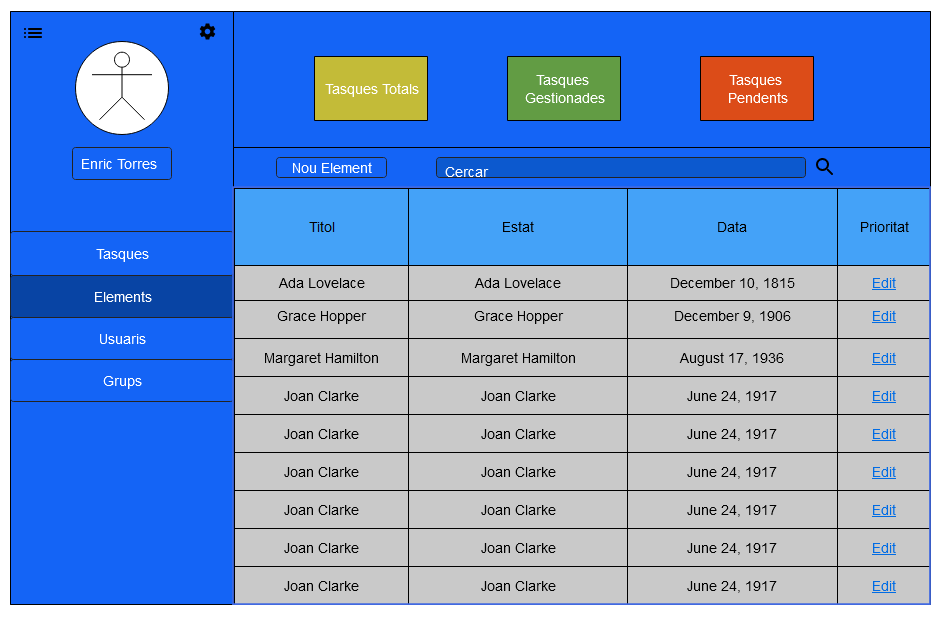 Enric Torres
Tasques
Elements
Usuaris
Grups
Tasques Totals
Tasques
Gestionades
Tasques
Pendents
Nou Element Cercar
Titol Estat Data Prioritat
Ada Lovelace Ada Lovelace December 10, 1815 Edit
Grace Hopper Grace Hopper December 9, 1906 Edit
Margaret Hamilton Margaret Hamilton August 17, 1936 Edit
Joan Clarke Joan Clarke June 24, 1917 Edit
Joan Clarke Joan Clarke June 24, 1917 Edit
Joan Clarke Joan Clarke June 24, 1917 Edit
Joan Clarke Joan Clarke June 24, 1917 Edit
Joan Clarke Joan Clarke June 24, 1917 Edit
Joan Clarke Joan Clarke June 24, 1917 Edit